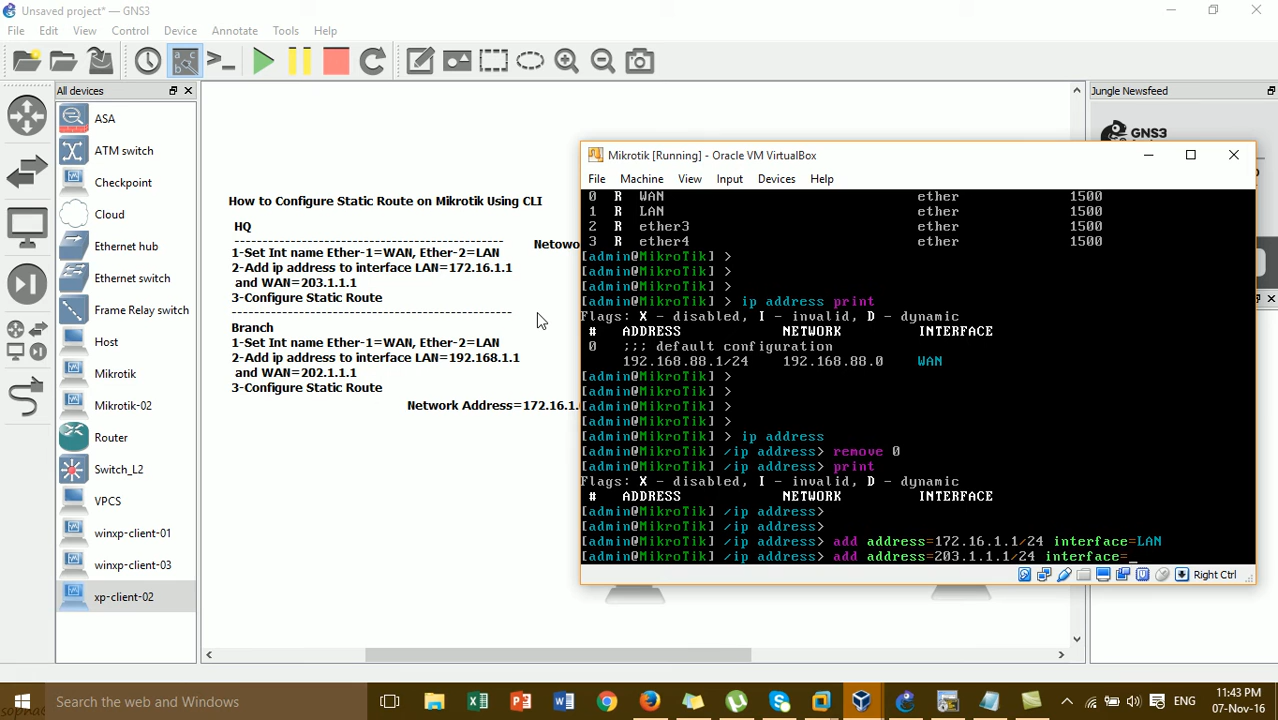 Unsaved project* — GNS3
File Edit View Control Device Annotate Tools Help
All devices
Jungle Newsfeed
GNS3
ASA
ATM switch
Checkpoint
Cloud
Ethernet hub
Ethernet switch
Frame Relay switch
Host
Mikrotik
Mikrotik-02
Router
Switch_L2
VPCS
winxp-client-01
winxp-client-03
xp-client-02
How to Configure Static Route on Mikrotik Using CLI
HQ
1-Set Int name Ether-1=WAN, Ether-2=LAN
2-Add ip address to interface LAN=172.16.1.1
and WAN=203.1.1.1
3-Configure Static Route
Branch
1-Set Int name Ether-1=WAN, Ether-2=LAN
2-Add ip address to interface LAN=192.168.1.1
and WAN=202.1.1.1
3-Configure Static Route
Netowo
Network Address=172.16.1.
Mikrotik [Running] - Oracle VM VirtualBox
File Machine View Input Devices Help
0 R WAN ether 1500
1 R LAN ether 1500
2 R ether3 ether 1500
3 R ether4 ether 1500
[admin@MikroTik] >
[admin@MikroTik] >
[admin@MikroTik] >
[admin@MikroTik] > ip address print
Flags: X - disabled, I - invalid, D - dynamic
# ADDRESS NETWORK INTERFACE
0 ;;; default configuration
192.168.88.1/24 192.168.88.0 WAN
[admin@MikroTik] >
[admin@MikroTik] >
[admin@MikroTik] >
[admin@MikroTik] >
[admin@MikroTik] > ip address
[admin@MikroTik] /ip address> remove 0
[admin@MikroTik] /ip address> print
Flags: X - disabled, I - invalid, D - dynamic
# ADDRESS NETWORK INTERFACE
[admin@MikroTik] /ip address>
[admin@MikroTik] /ip address>
[admin@MikroTik] /ip address> add address=172.16.1.1/24 interface=LAN
[admin@MikroTik] /ip address> add address=203.1.1.1/24 interface=_
Right Ctrl
Search the web and Windows
ENG
11:43 PM
07-Nov-16